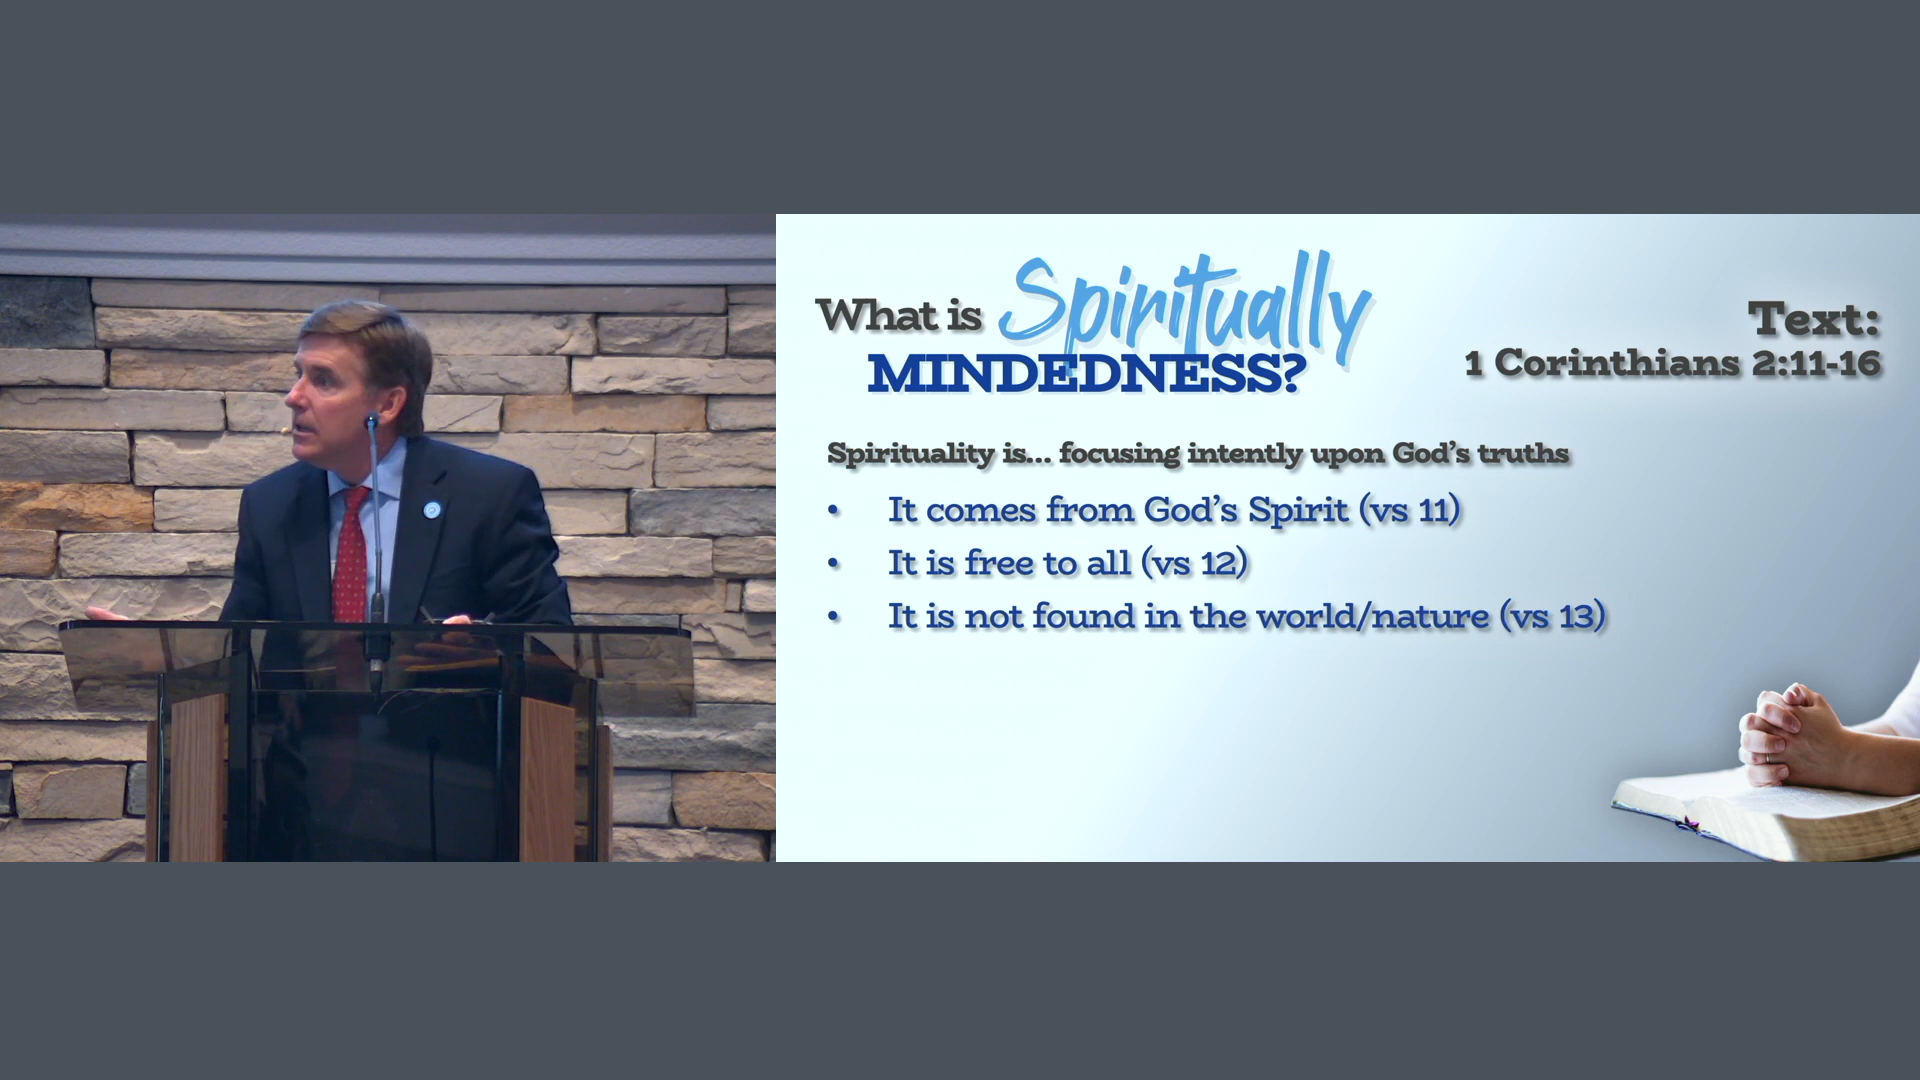 What is Spiritually
MINDEDNESS?
Text:
1 Corinthians 2:11-16
Spirituality is... focusing intently upon God's truths
• It comes from God's Spirit (vs 11)
• It is free to all (vs 12)
• It is not found in the world/nature (vs 13)